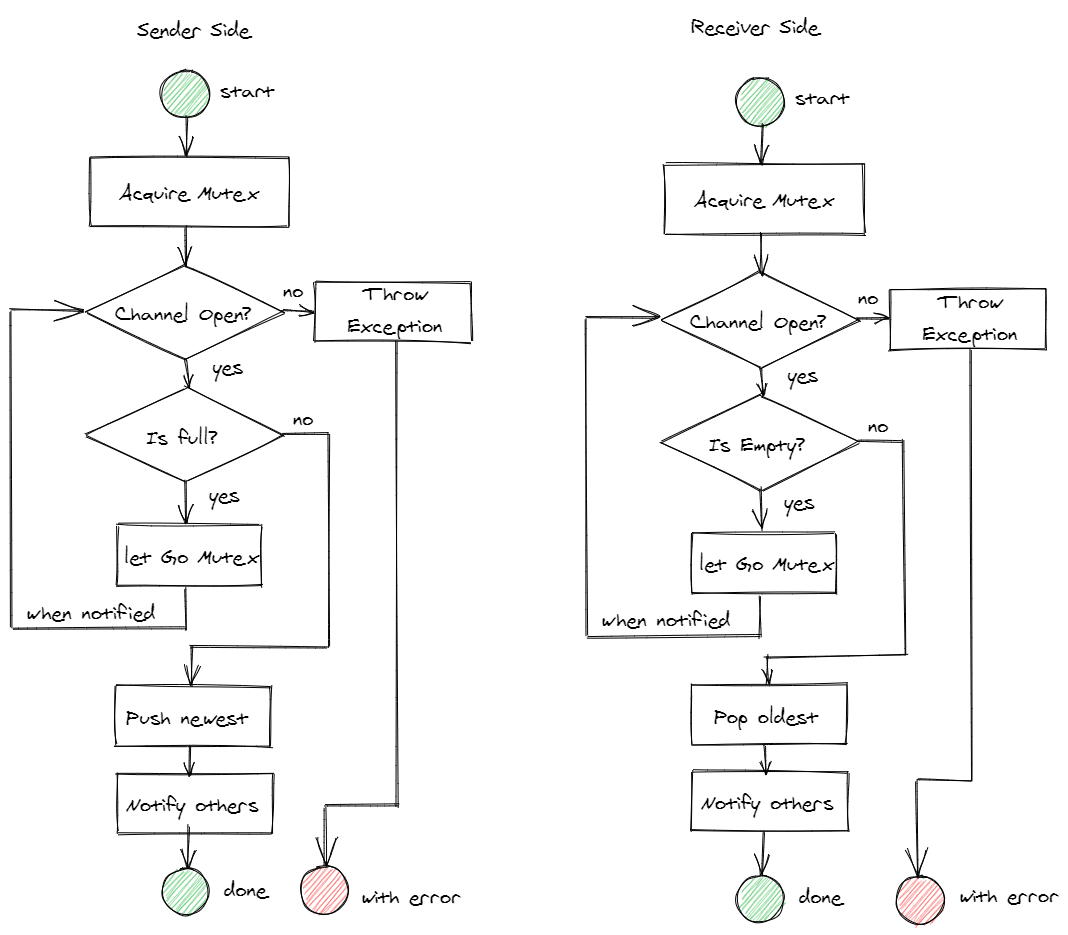 Sender Side
start
Acquire Mutex
Channel Open?
no
Throw
Exception
yes
Is full?
no
yes
let Go Mutex
when notified
Push newest
Notify others
done
with error
Receiver Side
start
Acquire Mutex
Channel Open?
no
Throw
Exception
yes
Is Empty?
no
yes
let Go Mutex
when notified
Pop oldest
Notify others
done
with error